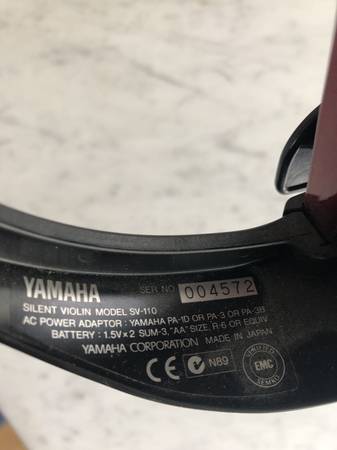 YAMAHA SER NO 004572
SILENT VIOLIN MODEL SV-110
AC POWER ADAPTOR : YAMAHA PA-1D OR PA-3 OR PA-3B
BATTERY : 1.5V×2 SUM-3, "AA" SIZE, R-6 OR EQUIV
YAMAHA CORPORATION MADE IN JAPAN
CE N89 EMC